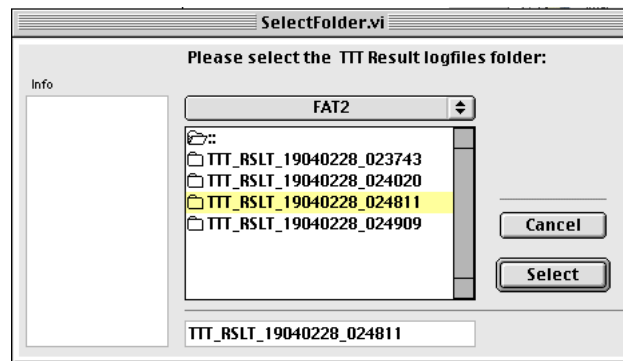 SelectFolder.vi
Please select the TTT Result logfiles folder:
Info
FAT2
::
TTT_RSLT_19040228_023743
TTT_RSLT_19040228_024020
TTT_RSLT_19040228_024811
TTT_RSLT_19040228_024909
Cancel
Select
TTT_RSLT_19040228_024811